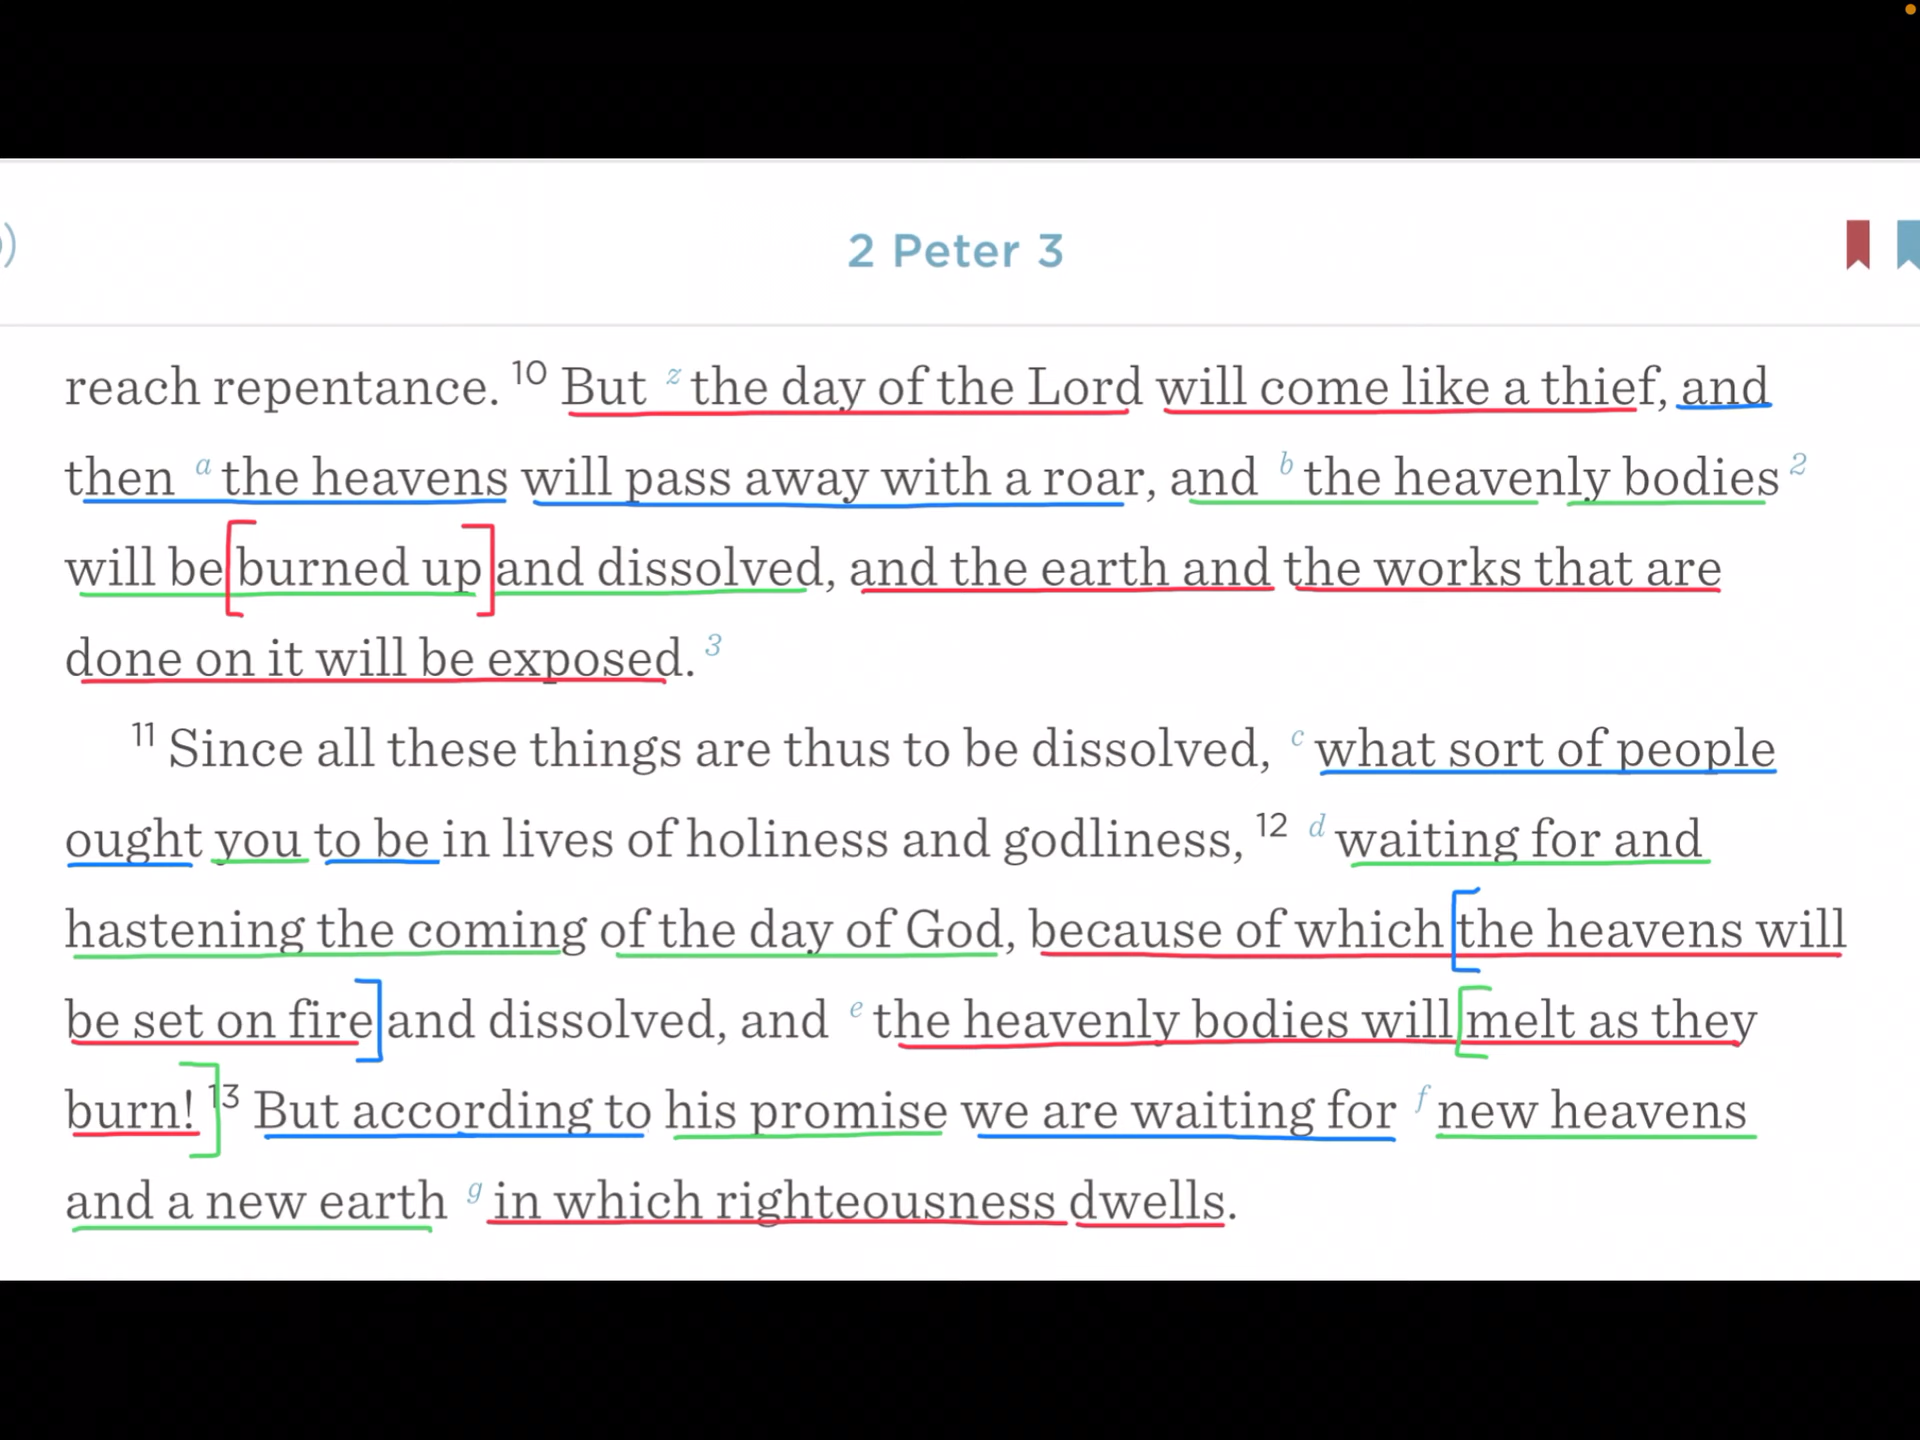 2 Peter 3
reach repentance. 10 But z the day of the Lord will come like a thief, and
then a the heavens will pass away with a roar, and b the heavenly bodies 2
will be burned up and dissolved, and the earth and the works that are
done on it will be exposed. 3
11 Since all these things are thus to be dissolved, c what sort of people
ought you to be in lives of holiness and godliness, 12 d waiting for and
hastening the coming of the day of God, because of which the heavens will
be set on fire and dissolved, and e the heavenly bodies will melt as they
burn! 13 But according to his promise we are waiting for f new heavens
and a new earth g in which righteousness dwells.